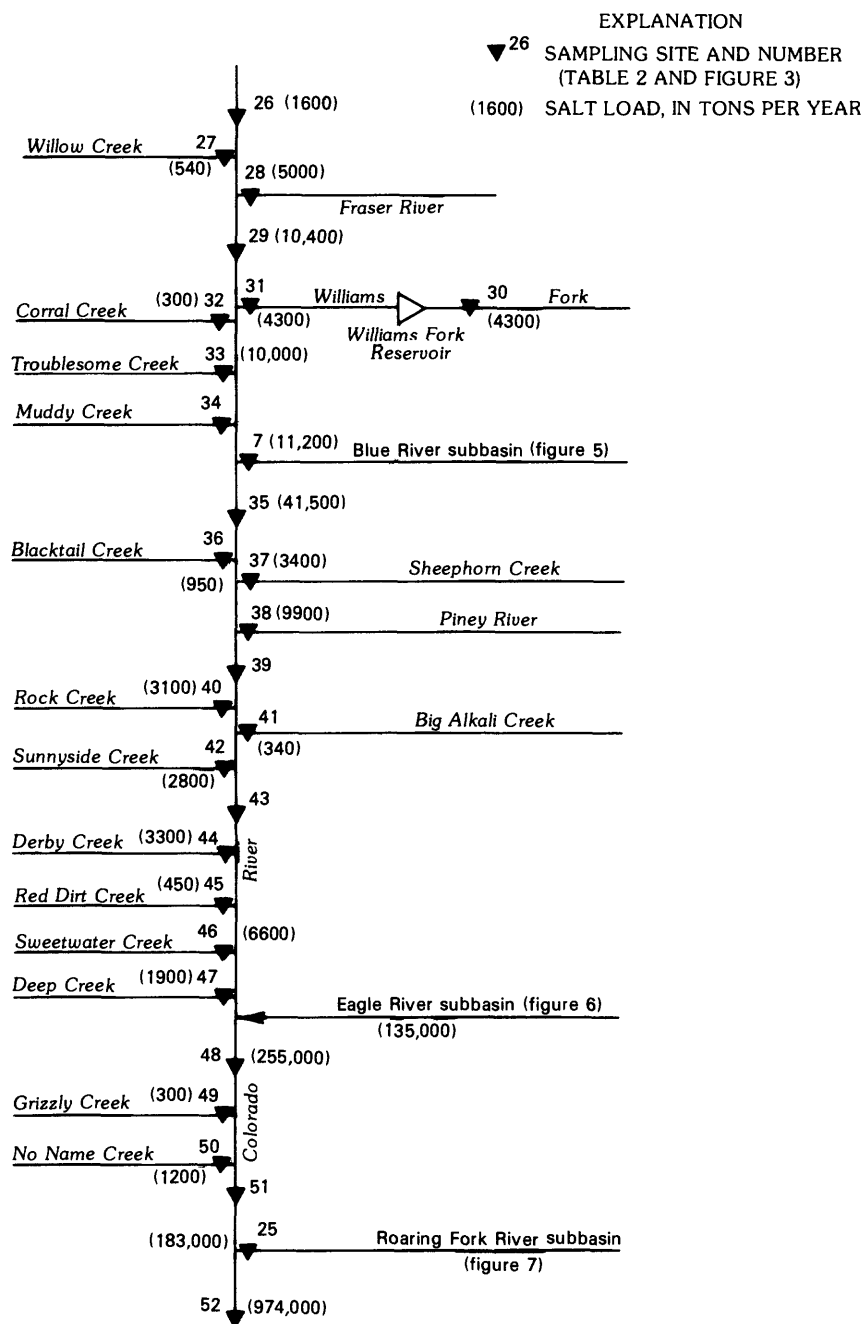 EXPLANATION
26 SAMPLING SITE AND NUMBER
(TABLE 2 AND FIGURE 3)
(1600) SALT LOAD, IN TONS PER YEAR
26 (1600)
Willow Creek 27
(540)
28 (5000)
Fraser River
29 (10,400)
31 Williams 30 Fork
(4300) Williams Fork (4300)
Reservoir
Corral Creek (300) 32
Troublesome Creek 33 (10,000)
Muddy Creek 34
7 (11,200) Blue River subbasin (figure 5)
35 (41,500)
Blacktail Creek 36
(950)
37 (3400) Sheephorn Creek
38 (9900) Piney River
39
Rock Creek (3100) 40
41 Big Alkali Creek
(340)
Sunnyside Creek 42
(2800)
43
Derby Creek (3300) 44
River
Red Dirt Creek (450) 45
Sweetwater Creek 46 (6600)
Deep Creek (1900) 47
Eagle River subbasin (figure 6)
(135,000)
48 (255,000)
Grizzly Creek (300) 49
Colorado
No Name Creek 50
(1200)
51
(183,000) 25 Roaring Fork River subbasin
(figure 7)
52 (974,000)